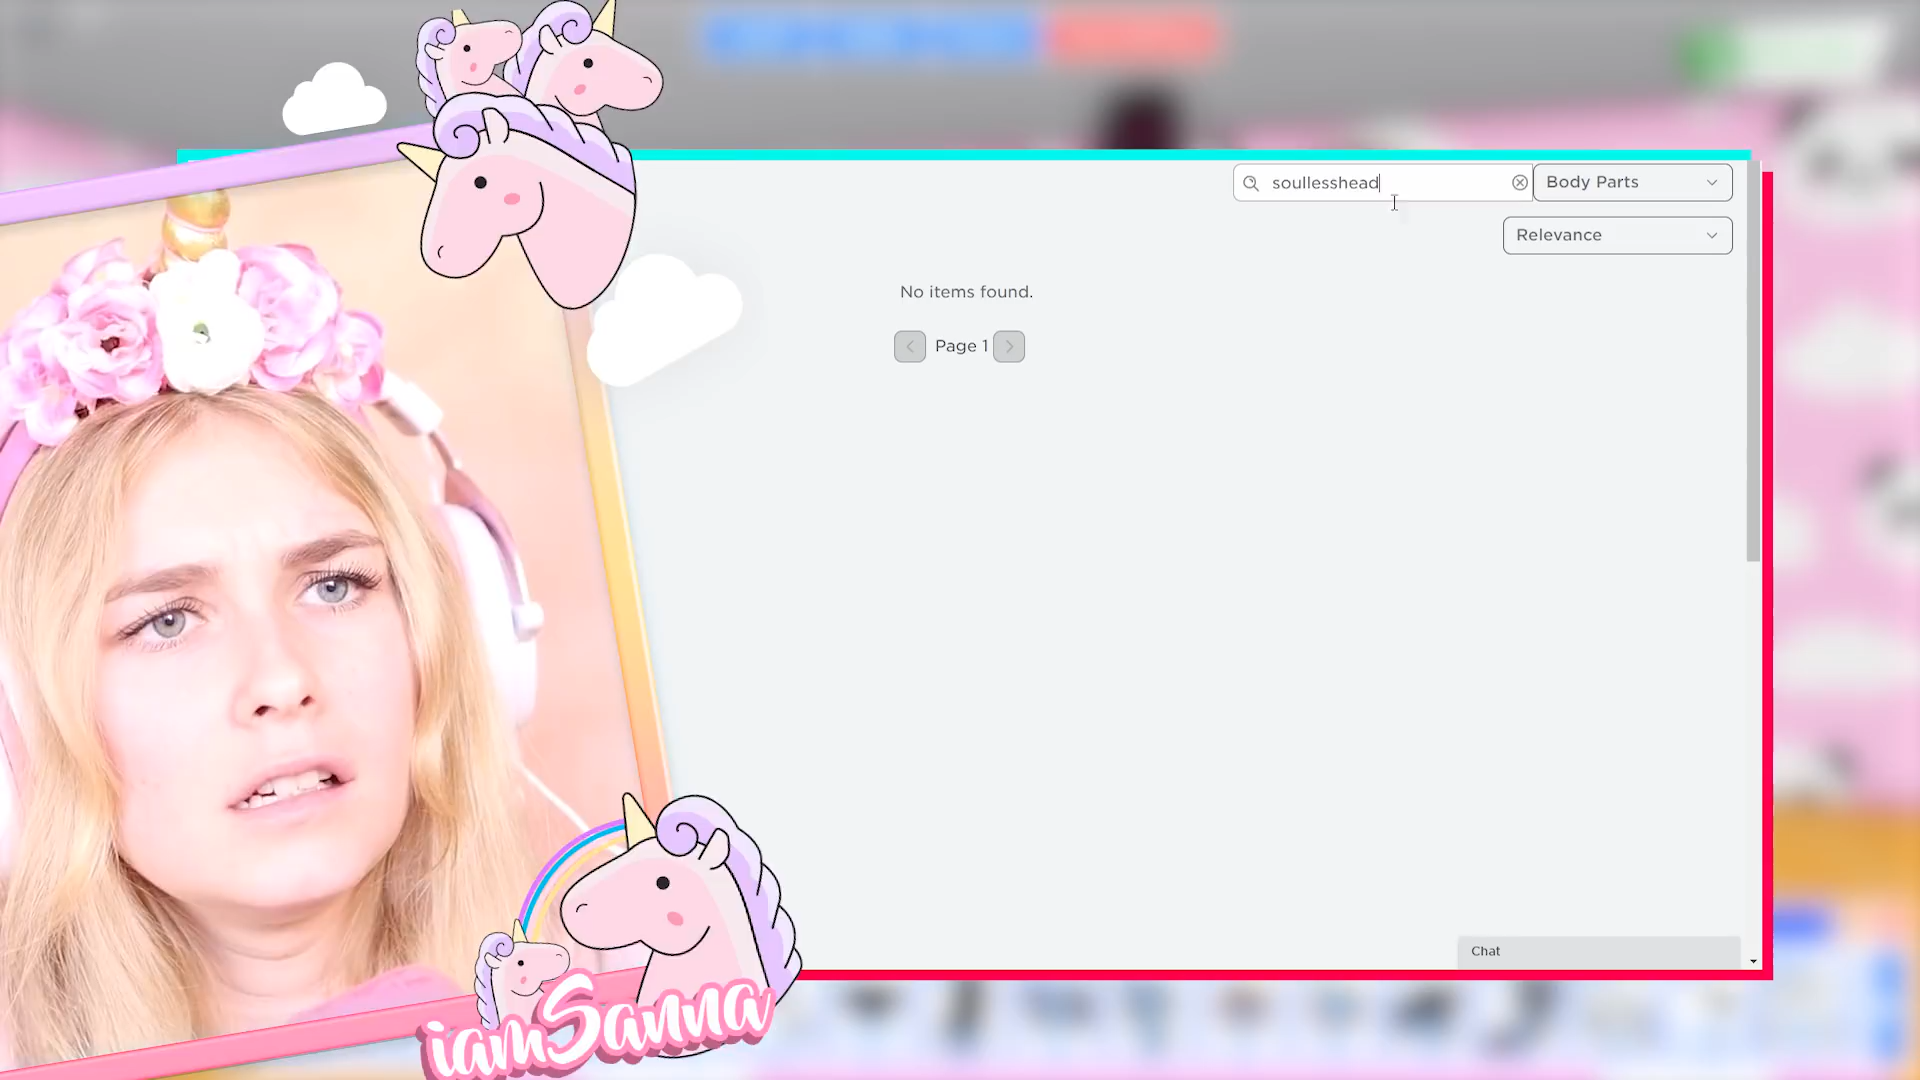 soullesshead
Body Parts
Relevance
No items found.
Page 1
Chat
iamSanna